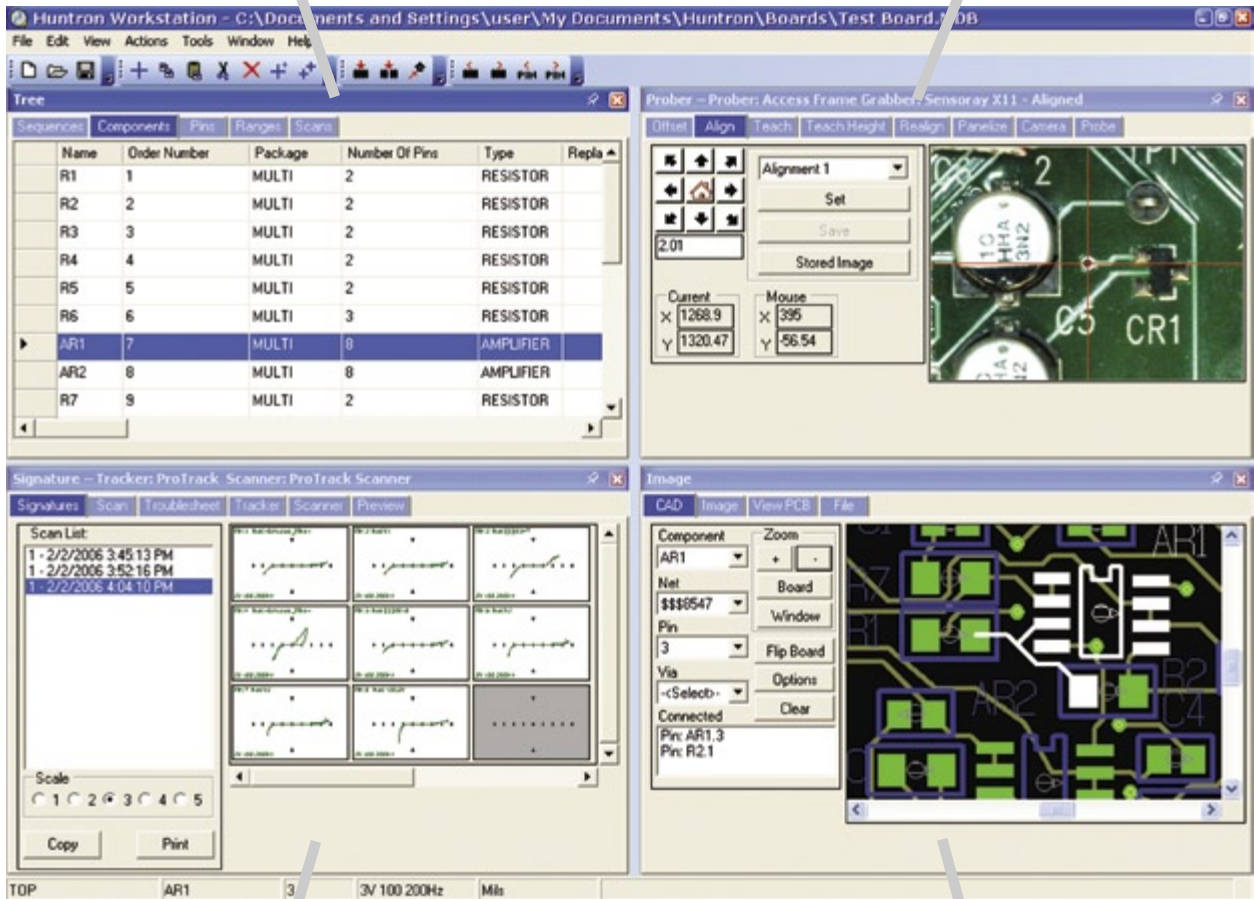 Huntron Workstation - C:\Documents and Settings\user\My Documents\Huntron\Boards\Test Board.
File Edit View Actions Tools Window
Tree
Sequences Components Pins Ranges Scans
Name Order Number Package Number Of Pins Type Repla
R1 1 MULTI 2 RESISTOR
R2 2 MULTI 2 RESISTOR
R3 3 MULTI 2 RESISTOR
R4 4 MULTI 2 RESISTOR
R5 5 MULTI 2 RESISTOR
R6 6 MULTI 3 RESISTOR
AR1 7 MULTI 8 AMPLIFIER
AR2 8 MULTI 8 AMPLIFIER
R7 9 MULTI 2 RESISTOR
Prober - Prober: Access Frame Grabber: Sensoray X11 - Aligned
Offset Align Teach Teach Height Realign Panelize Camera Probe
Alignment 1
Set
Save
Stored Image
2.01
Current Mouse
X 1268.9 X 395
Y 1320.47 Y -56.54
2
10
HHA
3N2
C5 CR1
Signature - Tracker: ProTrack Scanner: ProTrack Scanner
Signatures Scan Troubleshoot Tracker Scanner Preview
Scan List:
1 - 2/2/2006 3:45:13 PM
1 - 2/2/2006 3:52:16 PM
1 - 2/2/2006 4:04:10 PM
Scale
1 2 3 4 5
Copy Print
Image
CAD Image View PCB File
Component Zoom
AR1 + -
Net Board
$$$8547 Window
Pin
3 Flip Board
Via Options
-<Select>- Clear
Connected
Pin: AR1.3
Pin: R2.1
AR1
R7
AR2
R2
C4
TOP AR1 3 3V 100 200Hz Mils